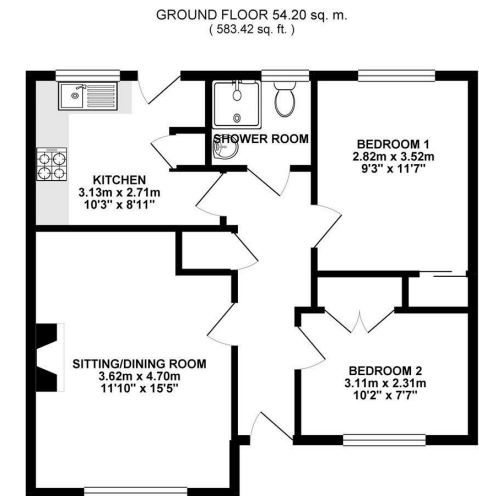 GROUND FLOOR 54.20 sq. m.
( 583.42 sq. ft. )
SHOWER ROOM
BEDROOM 1
2.82m x 3.52m
9'3" x 11'7"
KITCHEN
3.13m x 2.71m
10'3" x 8'11"
SITTING/DINING ROOM
3.62m x 4.70m
11'10" x 15'5"
BEDROOM 2
3.11m x 2.31m
10'2" x 7'7"